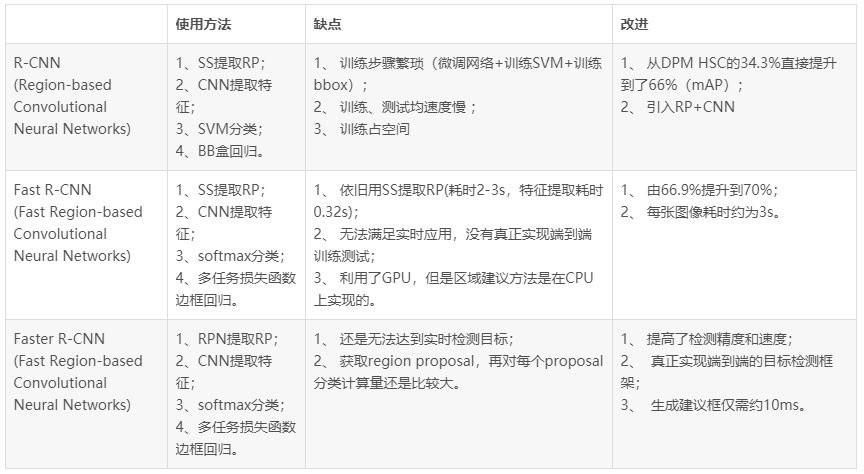 使用方法
缺点
改进
R-CNN
(Region-based
Convolutional
Neural Networks)
1、SS提取RP；
2、CNN提取特
征；
3、SVM分类；
4、BB盒回归。
1、 训练步骤繁琐（微调网络+训练SVM+训练
bbox）；
2、 训练、测试均速度慢 ；
3、 训练占空间
1、 从DPM HSC的34.3%直接提升
到了66%（mAP）；
2、 引入RP+CNN
Fast R-CNN
(Fast Region-based
Convolutional
Neural Networks)
1、SS提取RP；
2、CNN提取特
征；
3、softmax分类；
4、多任务损失函数
边框回归。
1、 依旧用SS提取RP(耗时2-3s，特征提取耗时
0.32s)；
2、 无法满足实时应用，没有真正实现端到端
训练测试；
3、 利用了GPU，但是区域建议方法是在CPU
上实现的。
1、 由66.9%提升到70%；
2、 每张图像耗时约为3s。
Faster R-CNN
(Fast Region-based
Convolutional
Neural Networks)
1、RPN提取RP；
2、CNN提取特
征；
3、softmax分类；
4、多任务损失函数
边框回归。
1、 还是无法达到实时检测目标；
2、 获取region proposal，再对每个proposal
分类计算量还是比较大。
1、 提高了检测精度和速度；
2、 真正实现端到端的目标检测框
架；
3、 生成建议框仅需约10ms。